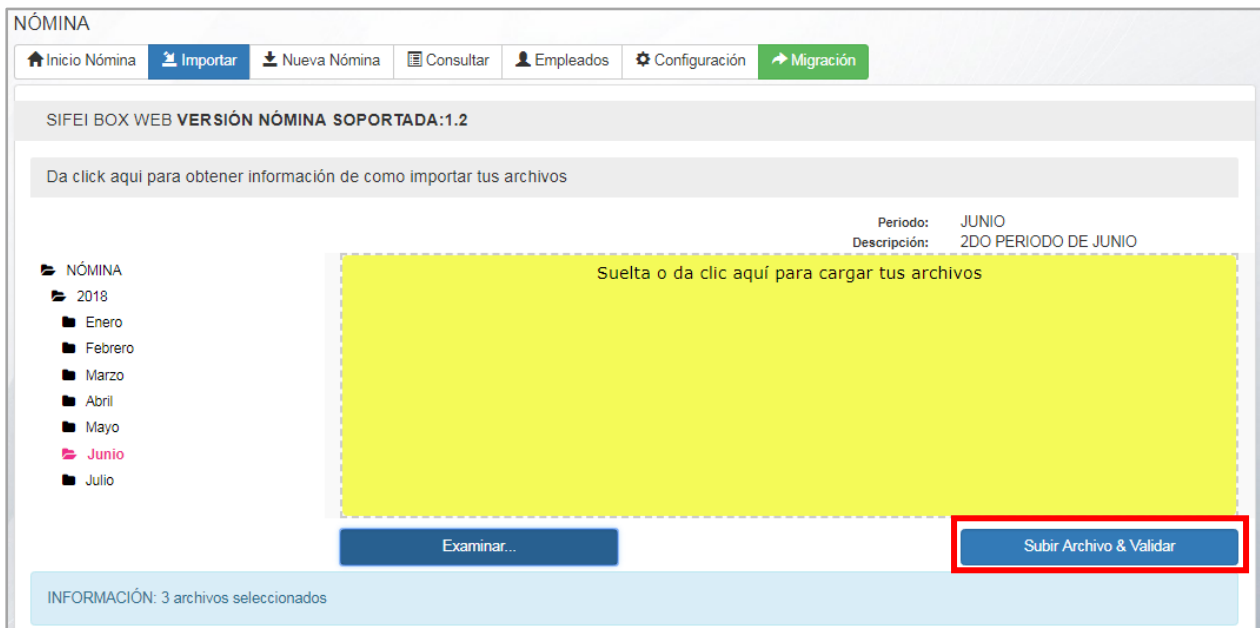 NÓMINA
Inicio Nómina Importar Nueva Nómina Consultar Empleados Configuración Migración
SIFEI BOX WEB VERSIÓN NÓMINA SOPORTADA:1.2
Da click aqui para obtener información de como importar tus archivos
Periodo: JUNIO
Descripción: 2DO PERIODO DE JUNIO
NÓMINA
2018
Enero
Febrero
Marzo
Abril
Mayo
Junio
Julio
Suelta o da clic aquí para cargar tus archivos
Examinar... Subir Archivo & Validar
INFORMACIÓN: 3 archivos seleccionados